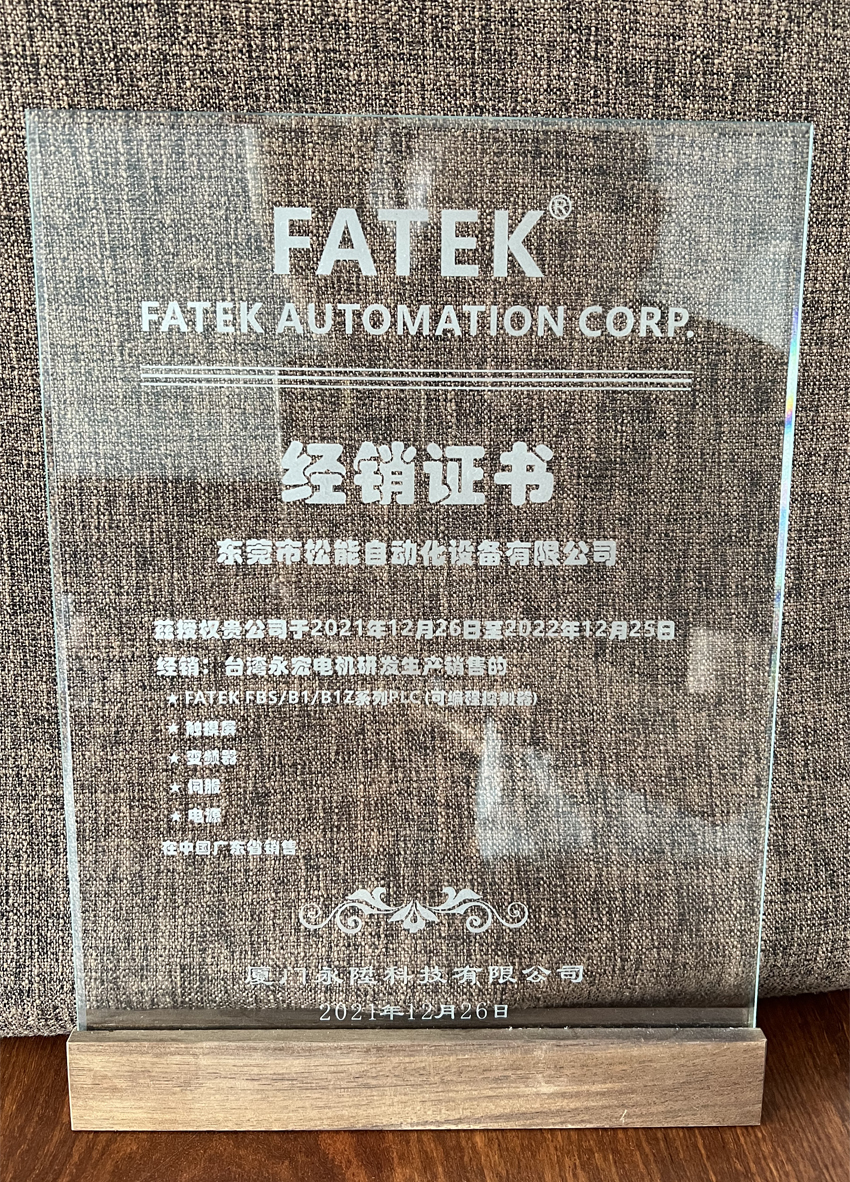 FATEK®
FATEK AUTOMATION CORP.
经销证书
东莞市松能自动化设备有限公司
兹授权贵公司于2021年12月26日至2022年12月25日
经销：台湾永宏电机研发生产销售的
★ FATEK FBS/B1/B1Z系列PLC(可编程控制器)
★ 触摸屏
★ 变频器
★ 伺服
★ 电源
在中国广东省销售
厦门永陞科技有限公司
2021年12月26日